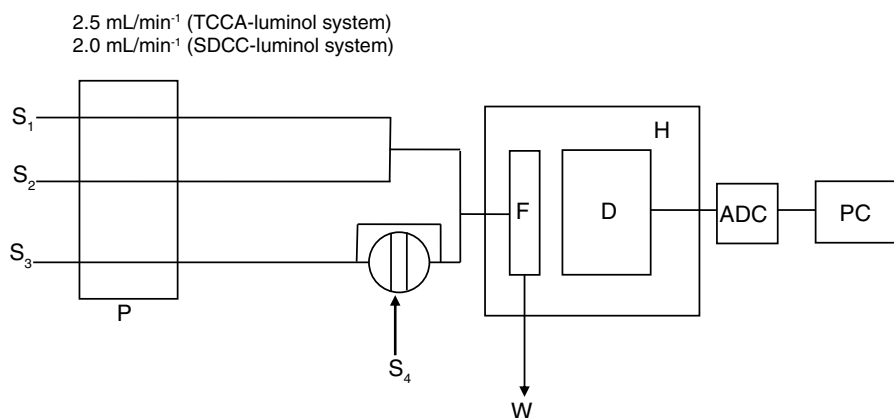 2.5 mL/min⁻¹ (TCCA-luminol system)
2.0 mL/min⁻¹ (SDCC-luminol system)
S₁
S₂
S₃
P
S₄
F
D
H
ADC
PC
W